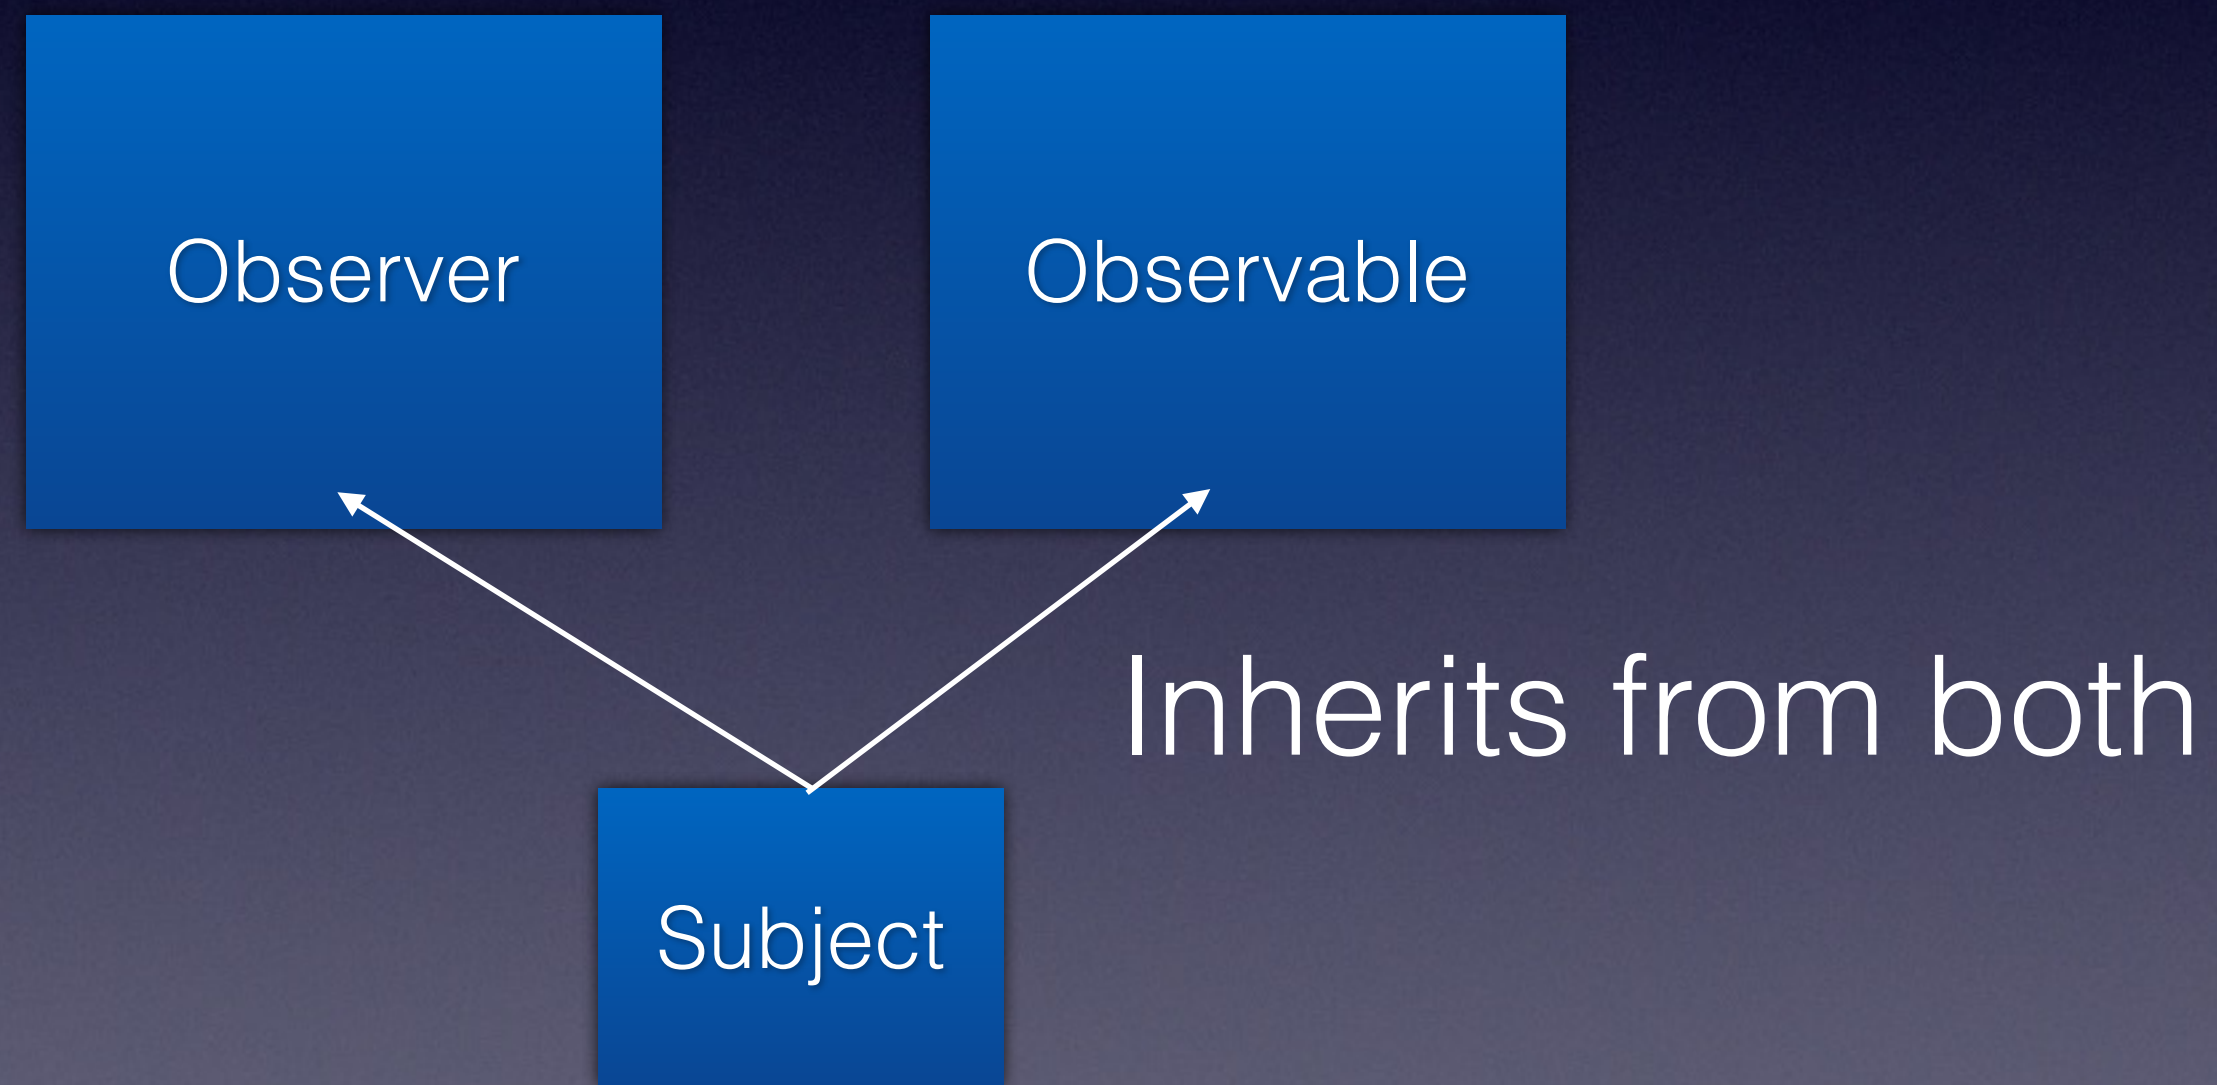 Observer
Observable
Inherits from both
Subject